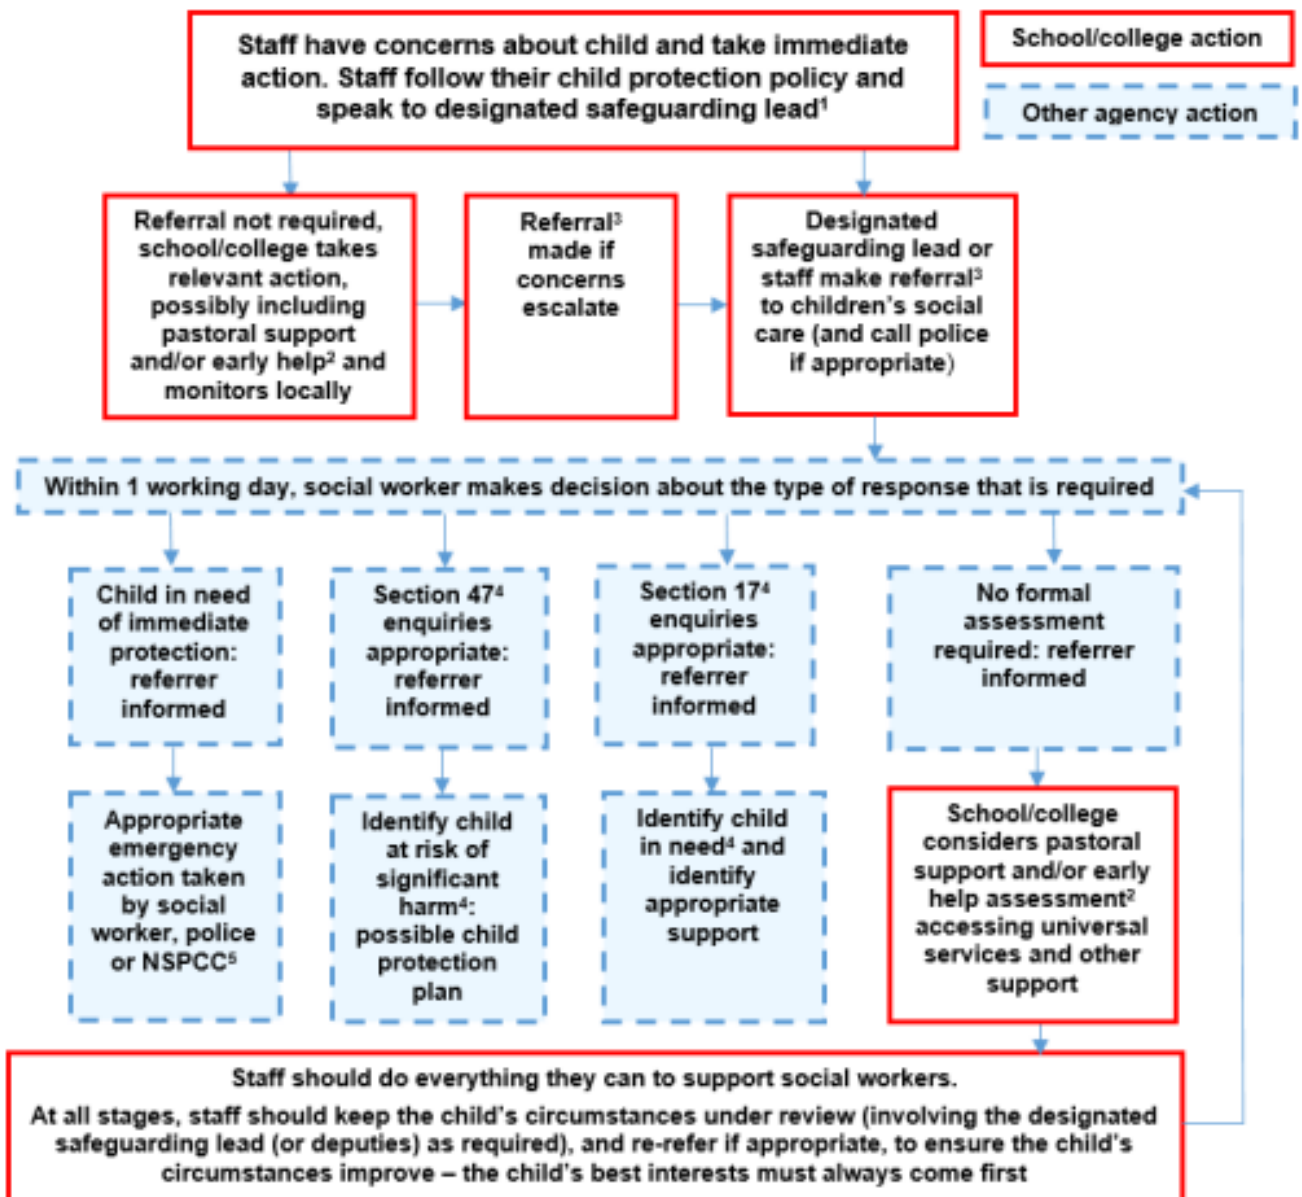 Staff have concerns about child and take immediate
action. Staff follow their child protection policy and
speak to designated safeguarding lead¹
School/college action
Other agency action
Referral not required,
school/college takes
relevant action,
possibly including
pastoral support
and/or early help² and
monitors locally
Referral³
made if
concerns
escalate
Designated
safeguarding lead or
staff make referral³
to children's social
care (and call police
if appropriate)
Within 1 working day, social worker makes decision about the type of response that is required
Child in need
of immediate
protection:
referrer
informed
Section 47⁴
enquiries
appropriate:
referrer
informed
Section 17⁴
enquiries
appropriate:
referrer
informed
No formal
assessment
required: referrer
informed
Appropriate
emergency
action taken
by social
worker, police
or NSPCC⁵
Identify child
at risk of
significant
harm⁴:
possible child
protection
plan
Identify child
in need⁴ and
identify
appropriate
support
School/college
considers pastoral
support and/or early
help assessment²
accessing universal
services and other
support
Staff should do everything they can to support social workers.
At all stages, staff should keep the child's circumstances under review (involving the designated
safeguarding lead (or deputies) as required), and re-refer if appropriate, to ensure the child's
circumstances improve – the child's best interests must always come first